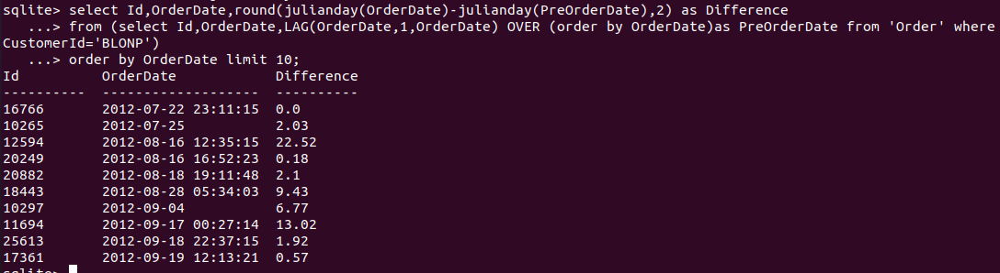 sqlite> select Id,OrderDate,round(julianday(OrderDate)-julianday(PreOrderDate),2) as Difference
...> from (select Id,OrderDate,LAG(OrderDate,1,OrderDate) OVER (order by OrderDate)as PreOrderDate from 'Order' where
CustomerId='BLONP')
...> order by OrderDate limit 10;
Id          OrderDate            Difference
----------  -------------------  ----------
16766       2012-07-22 23:11:15  0.0
10265       2012-07-25           2.03
12594       2012-08-16 12:35:15  22.52
20249       2012-08-16 16:52:23  0.18
20882       2012-08-18 19:11:48  2.1
18443       2012-08-28 05:34:03  9.43
10297       2012-09-04           6.77
11694       2012-09-17 00:27:14  13.02
25613       2012-09-18 22:37:15  1.92
17361       2012-09-19 12:13:21  0.57
sqlite>